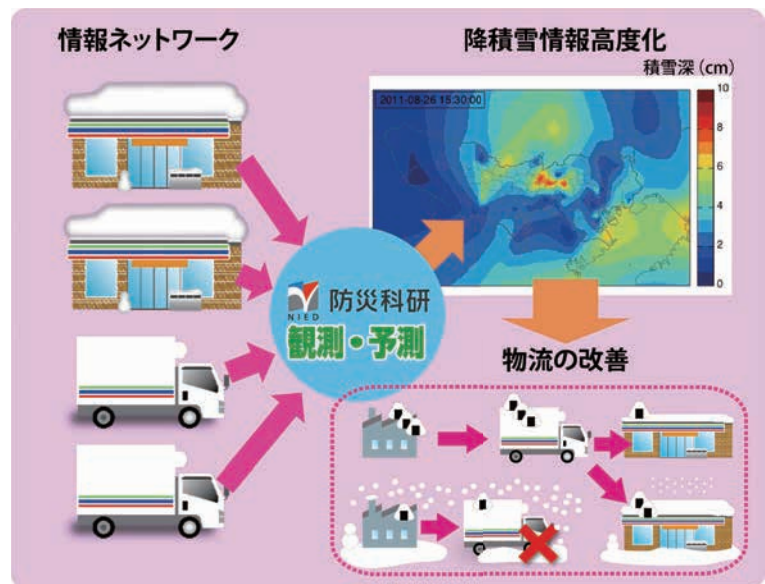 情報ネットワーク
降積雪情報高度化
積雪深（cm）
2011-08-26 15:30:00
10
8
6
4
2
0
NIED
防災科研
観測・予測
物流の改善